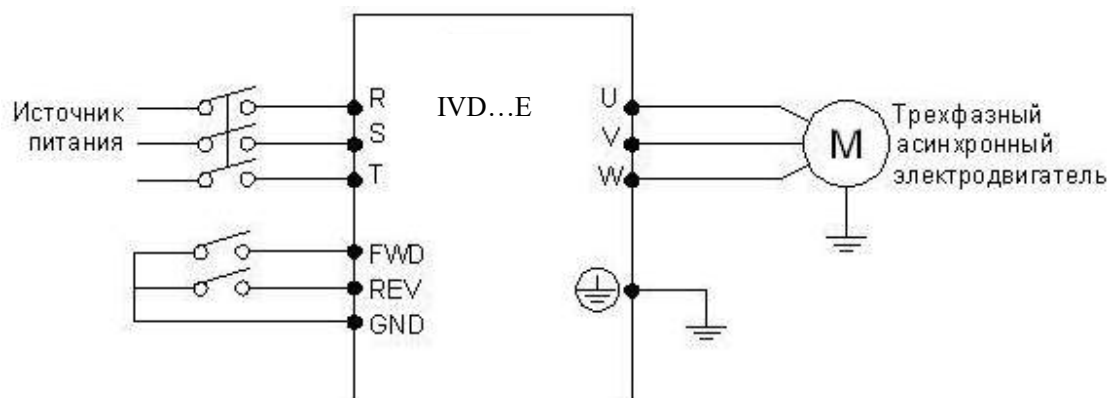 Источник
питания
R
S
T
FWD
REV
GND
IVD...E
U
V
W
M
Трехфазный
асинхронный
электродвигатель